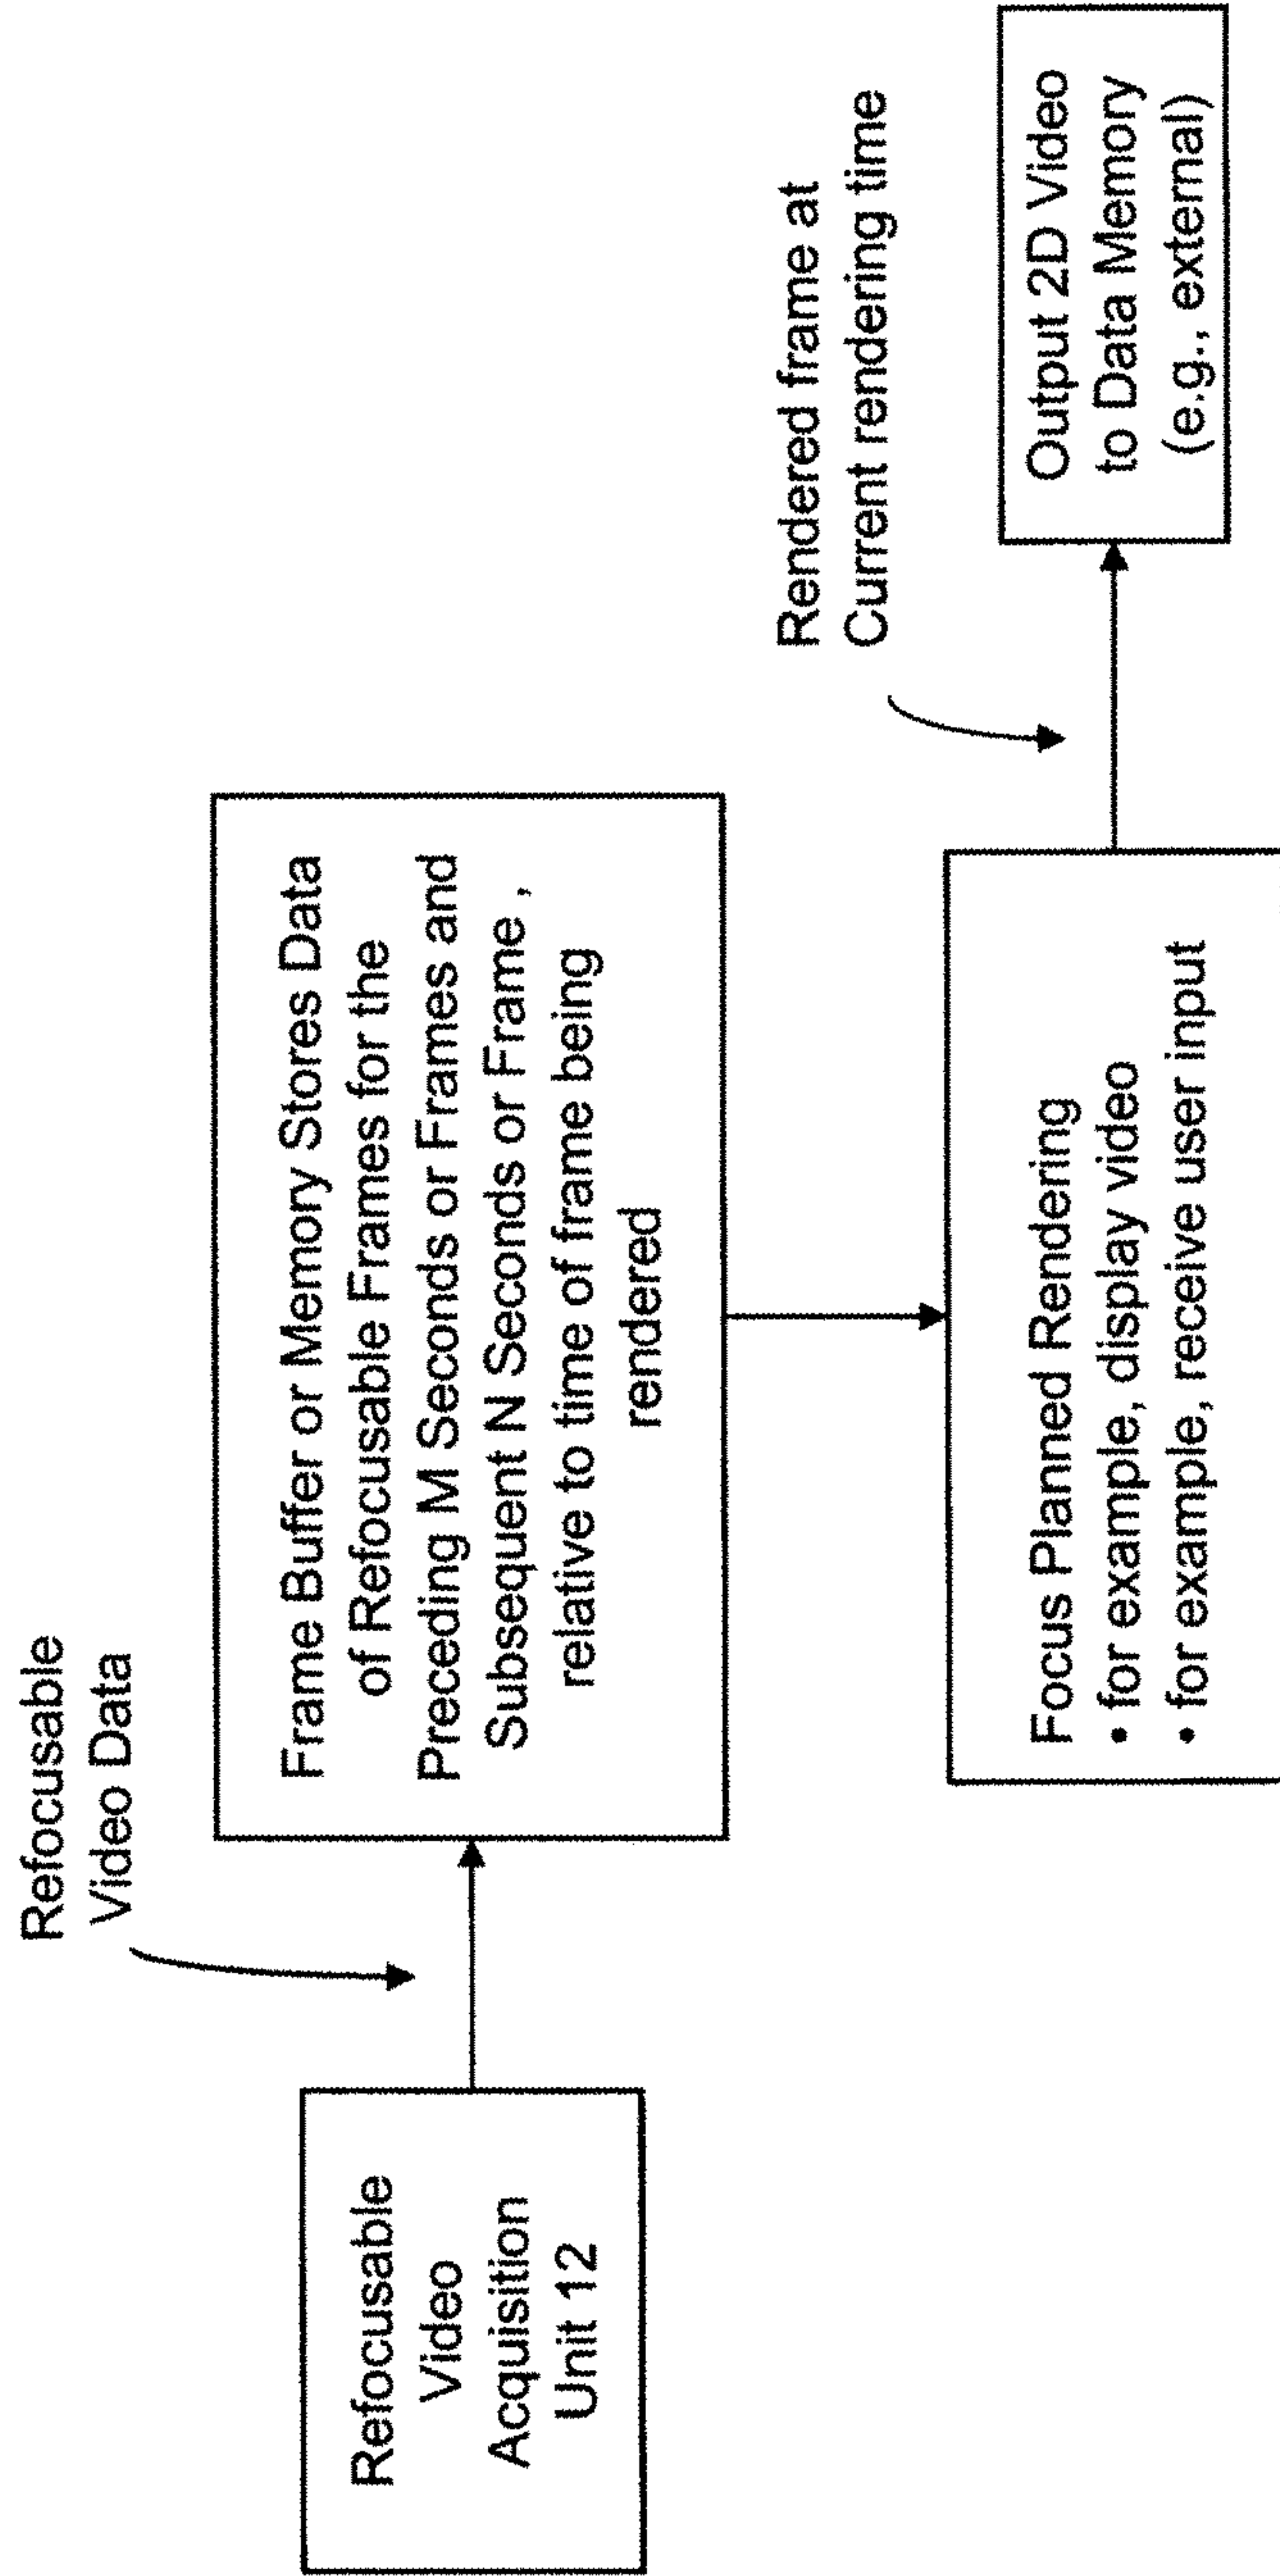 Refocusable
Video Data
Refocusable
Video
Acquisition
Unit 12
Frame Buffer or Memory Stores Data
of Refocusable Frames for the
Preceding M Seconds or Frames and
Subsequent N Seconds or Frame ,
relative to time of frame being
rendered
Focus Planned Rendering
• for example, display video
• for example, receive user input
Rendered frame at
Current rendering time
Output 2D Video
to Data Memory
(e.g., external)